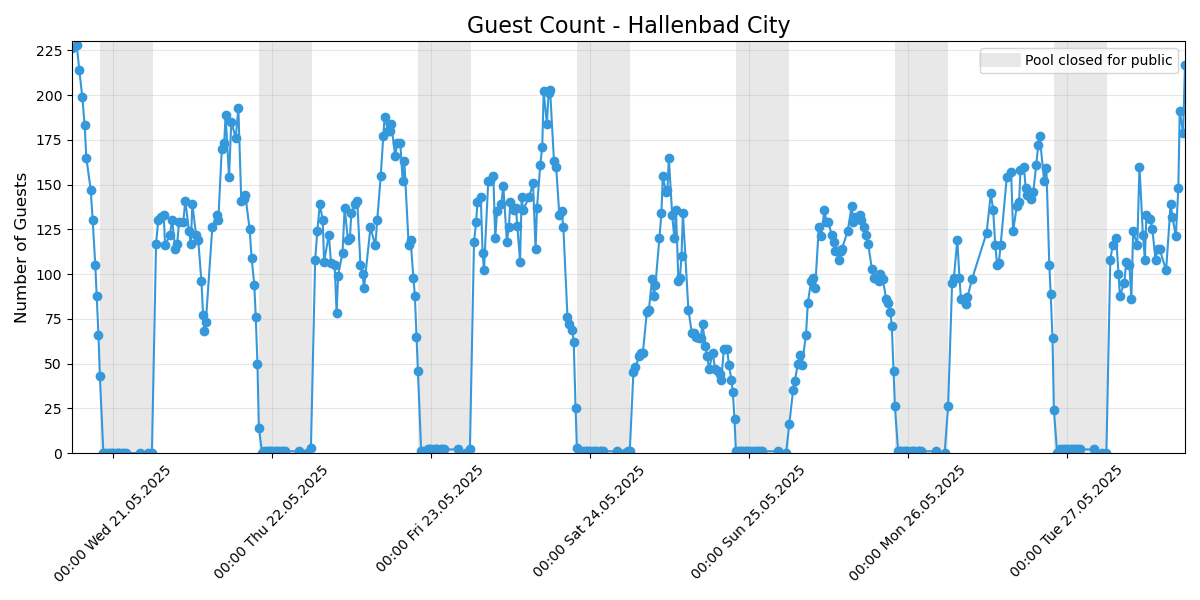 Guest Count - Hallenbad City
Pool closed for public
Number of Guests
225
200
175
150
125
100
75
50
25
0
00:00 Wed 21.05.2025
00:00 Thu 22.05.2025
00:00 Fri 23.05.2025
00:00 Sat 24.05.2025
00:00 Sun 25.05.2025
00:00 Mon 26.05.2025
00:00 Tue 27.05.2025